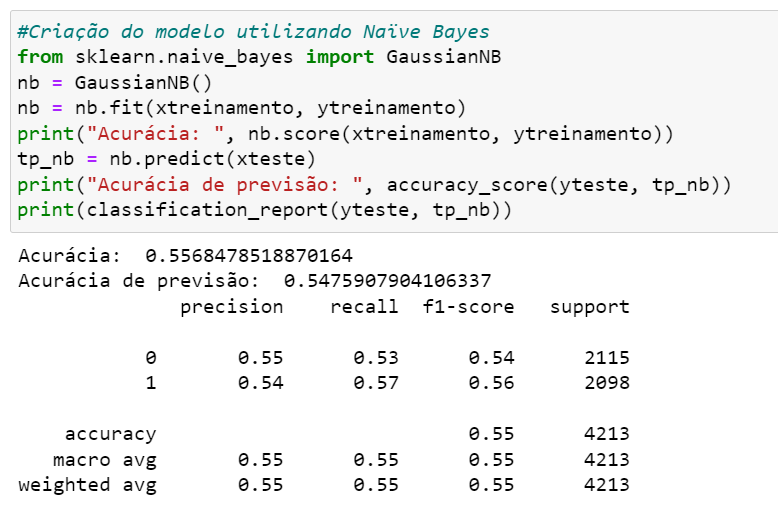 #Criação do modelo utilizando Naïve Bayes
from sklearn.naive_bayes import GaussianNB
nb = GaussianNB()
nb = nb.fit(xtreinamento, ytreinamento)
print("Acurácia: ", nb.score(xtreinamento, ytreinamento))
tp_nb = nb.predict(xteste)
print("Acurácia de previsão: ", accuracy_score(yteste, tp_nb))
print(classification_report(yteste, tp_nb))
Acurácia:  0.5568478518870164
Acurácia de previsão:  0.5475907904106337
              precision    recall  f1-score   support
           0       0.55      0.53      0.54      2115
           1       0.54      0.57      0.56      2098
    accuracy                           0.55      4213
   macro avg       0.55      0.55      0.55      4213
weighted avg       0.55      0.55      0.55      4213